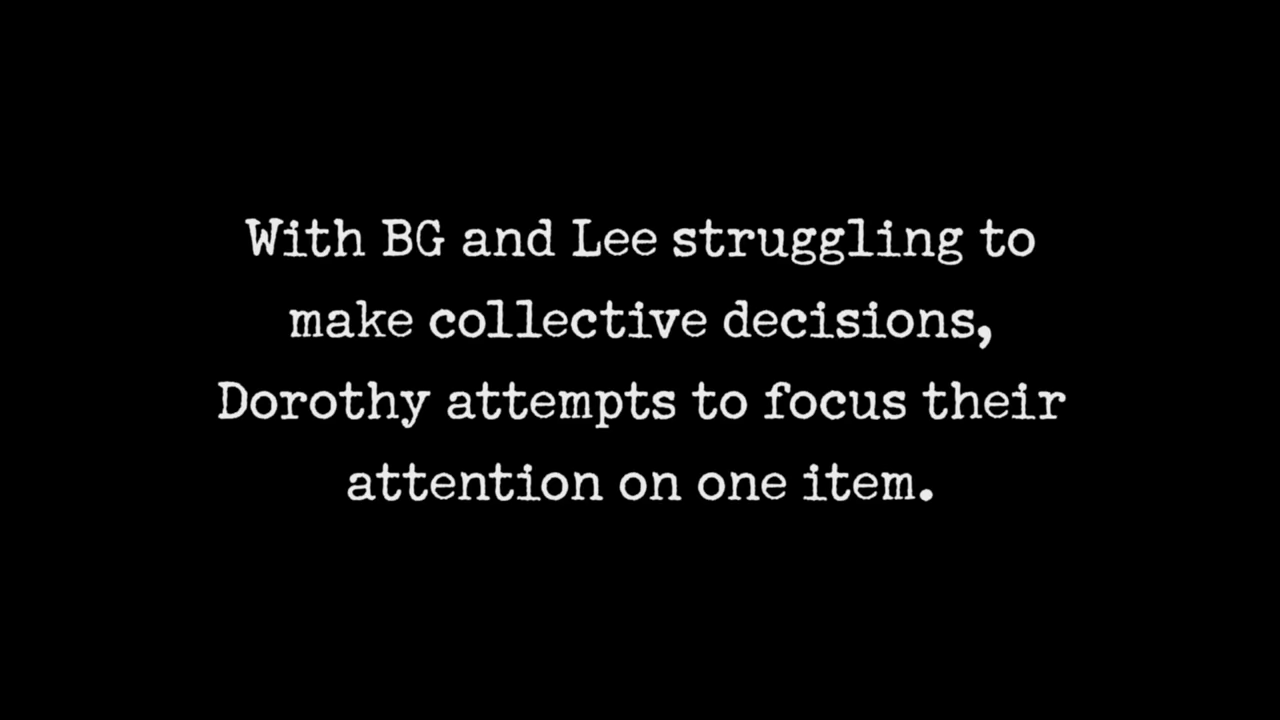 With BG and Lee struggling to
make collective decisions,
Dorothy attempts to focus their
attention on one item.